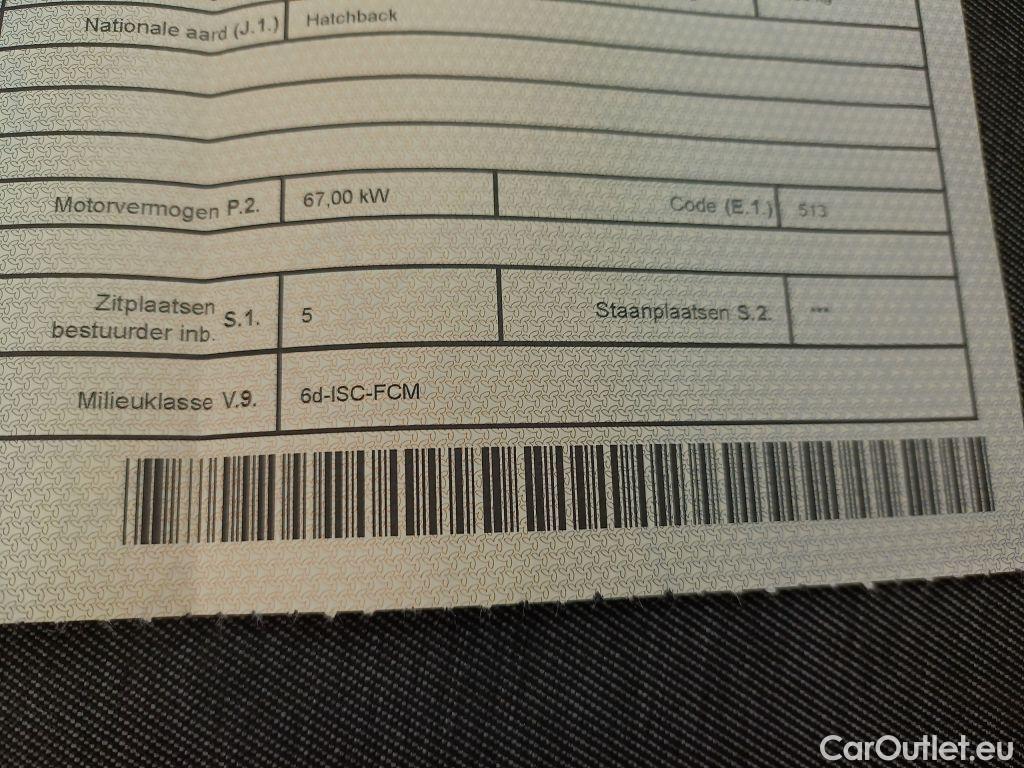 Nationale aard (J.1.) Hatchback
Motorvermogen P.2. 67,00 kW Code (E.1.) 513
Zitplaatsen
bestuurder inb. S.1. 5 Staanplaatsen S.2. ---
Milieuklasse V.9. 6d-ISC-FCM
CarOutlet.eu